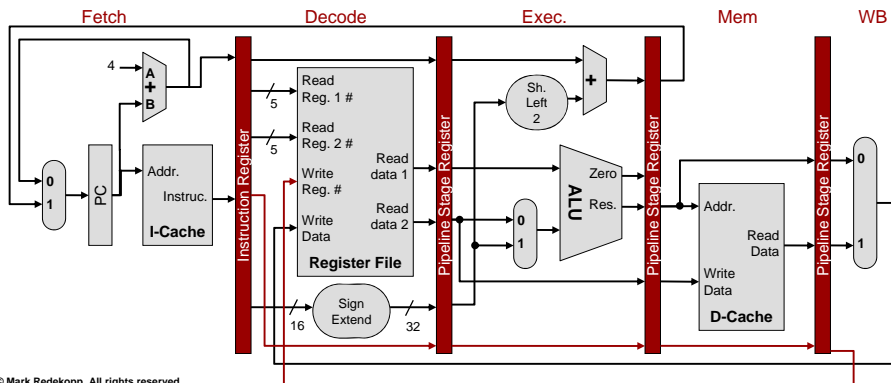 Fetch
Decode
Exec.
Mem
WB
4
A
+
B
0
1
PC
Addr.
Instruc.
I-Cache
Instruction Register
5
5
16
32
Read
Reg. 1 #
Read
Reg. 2 #
Write
Reg. #
Write
Data
Read
data 1
Read
data 2
Register File
Sign
Extend
Pipeline Stage Register
Sh.
Left
2
+
0
1
ALU
Zero
Res.
Pipeline Stage Register
Addr.
Read
Data
Write
Data
D-Cache
Pipeline Stage Register
0
1
© Mark Redekopp, All rights reserved